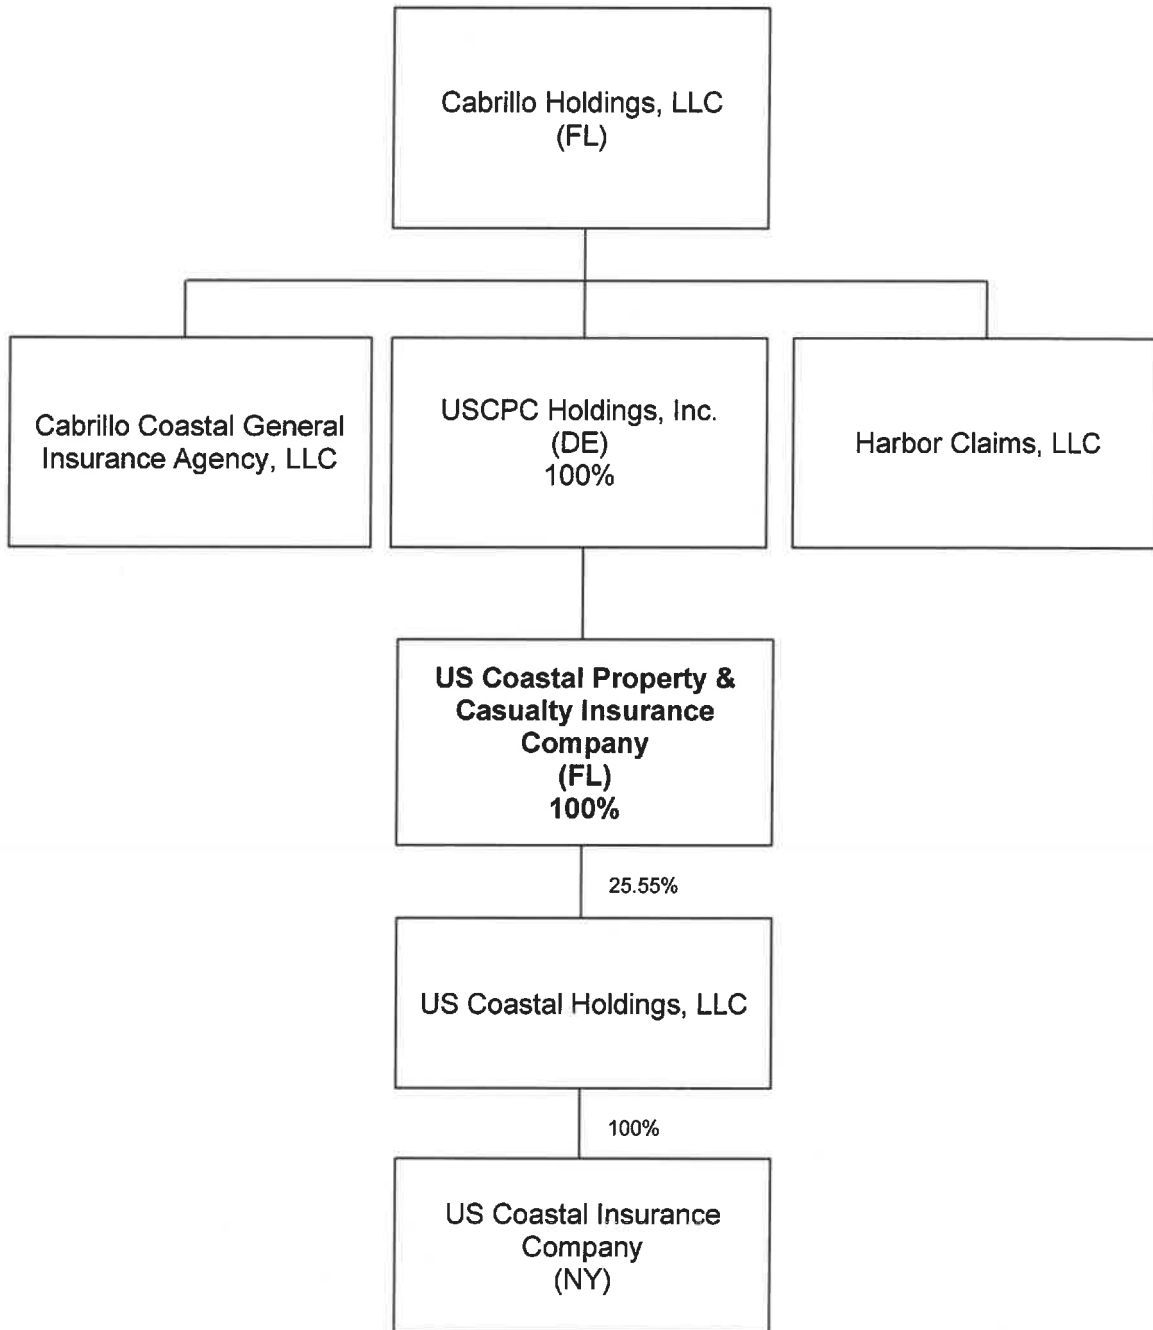 Cabrillo Holdings, LLC
(FL)
Cabrillo Coastal General
Insurance Agency, LLC
USCPC Holdings, Inc.
(DE)
100%
Harbor Claims, LLC
US Coastal Property &
Casualty Insurance
Company
(FL)
100%
25.55%
US Coastal Holdings, LLC
100%
US Coastal Insurance
Company
(NY)